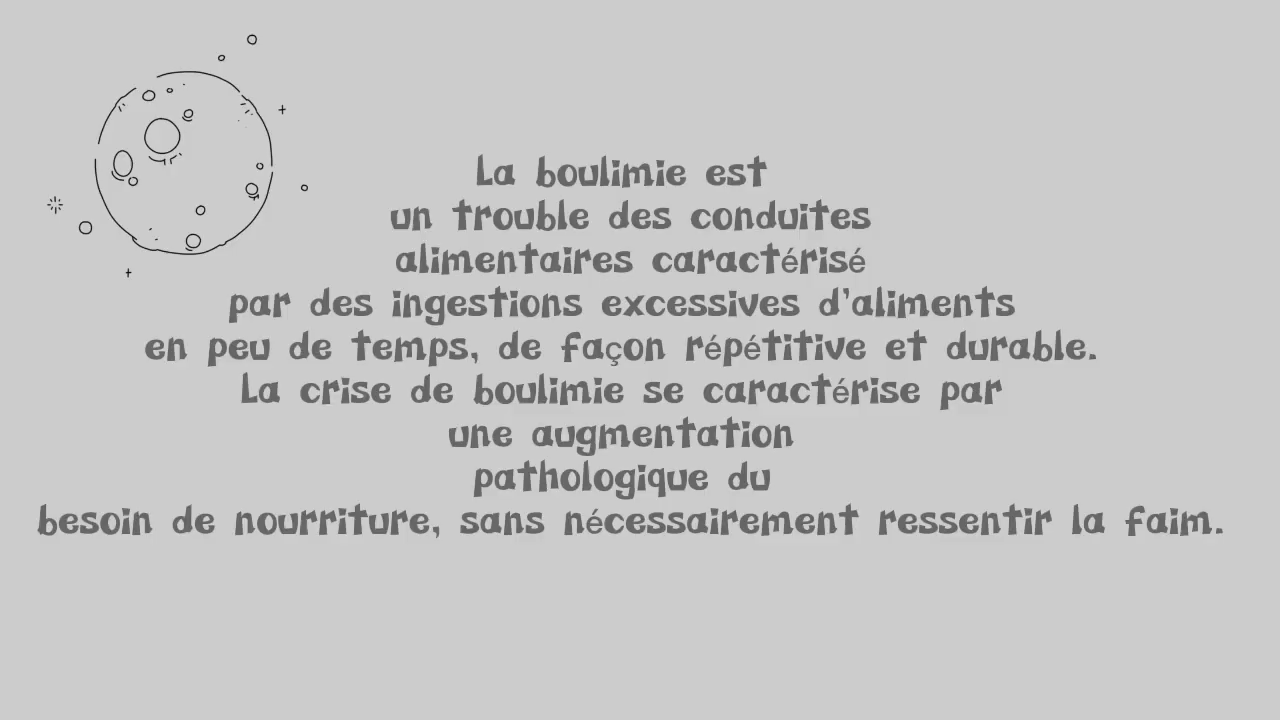 La boulimie est
un trouble des conduites
alimentaires caractérisé
par des ingestions excessives d'aliments
en peu de temps, de façon répétitive et durable.
La crise de boulimie se caractérise par
une augmentation
pathologique du
besoin de nourriture, sans nécessairement ressentir la faim.